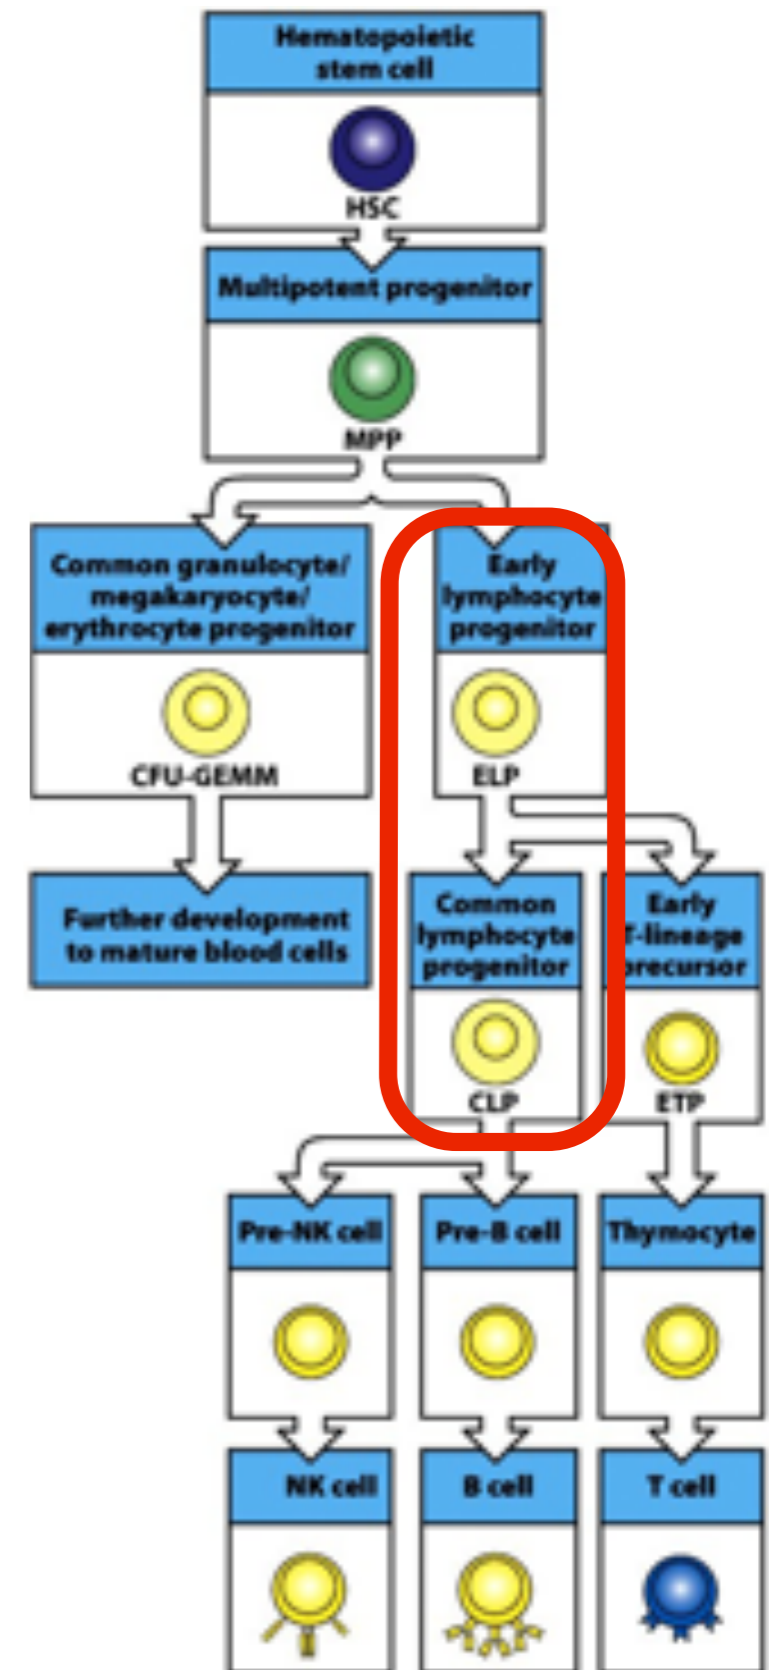 Hematopoietic
stem cell
HSC
Multipotent progenitor
MPP
Common granulocyte/
megakaryocyte/
erythrocyte progenitor
CFU-GEMM
Further development
to mature blood cells
Early
lymphocyte
progenitor
ELP
Common
lymphocyte
progenitor
CLP
Early
T-lineage
precursor
ETP
Pre-NK cell
Pre-B cell
Thymocyte
NK cell
B cell
T cell